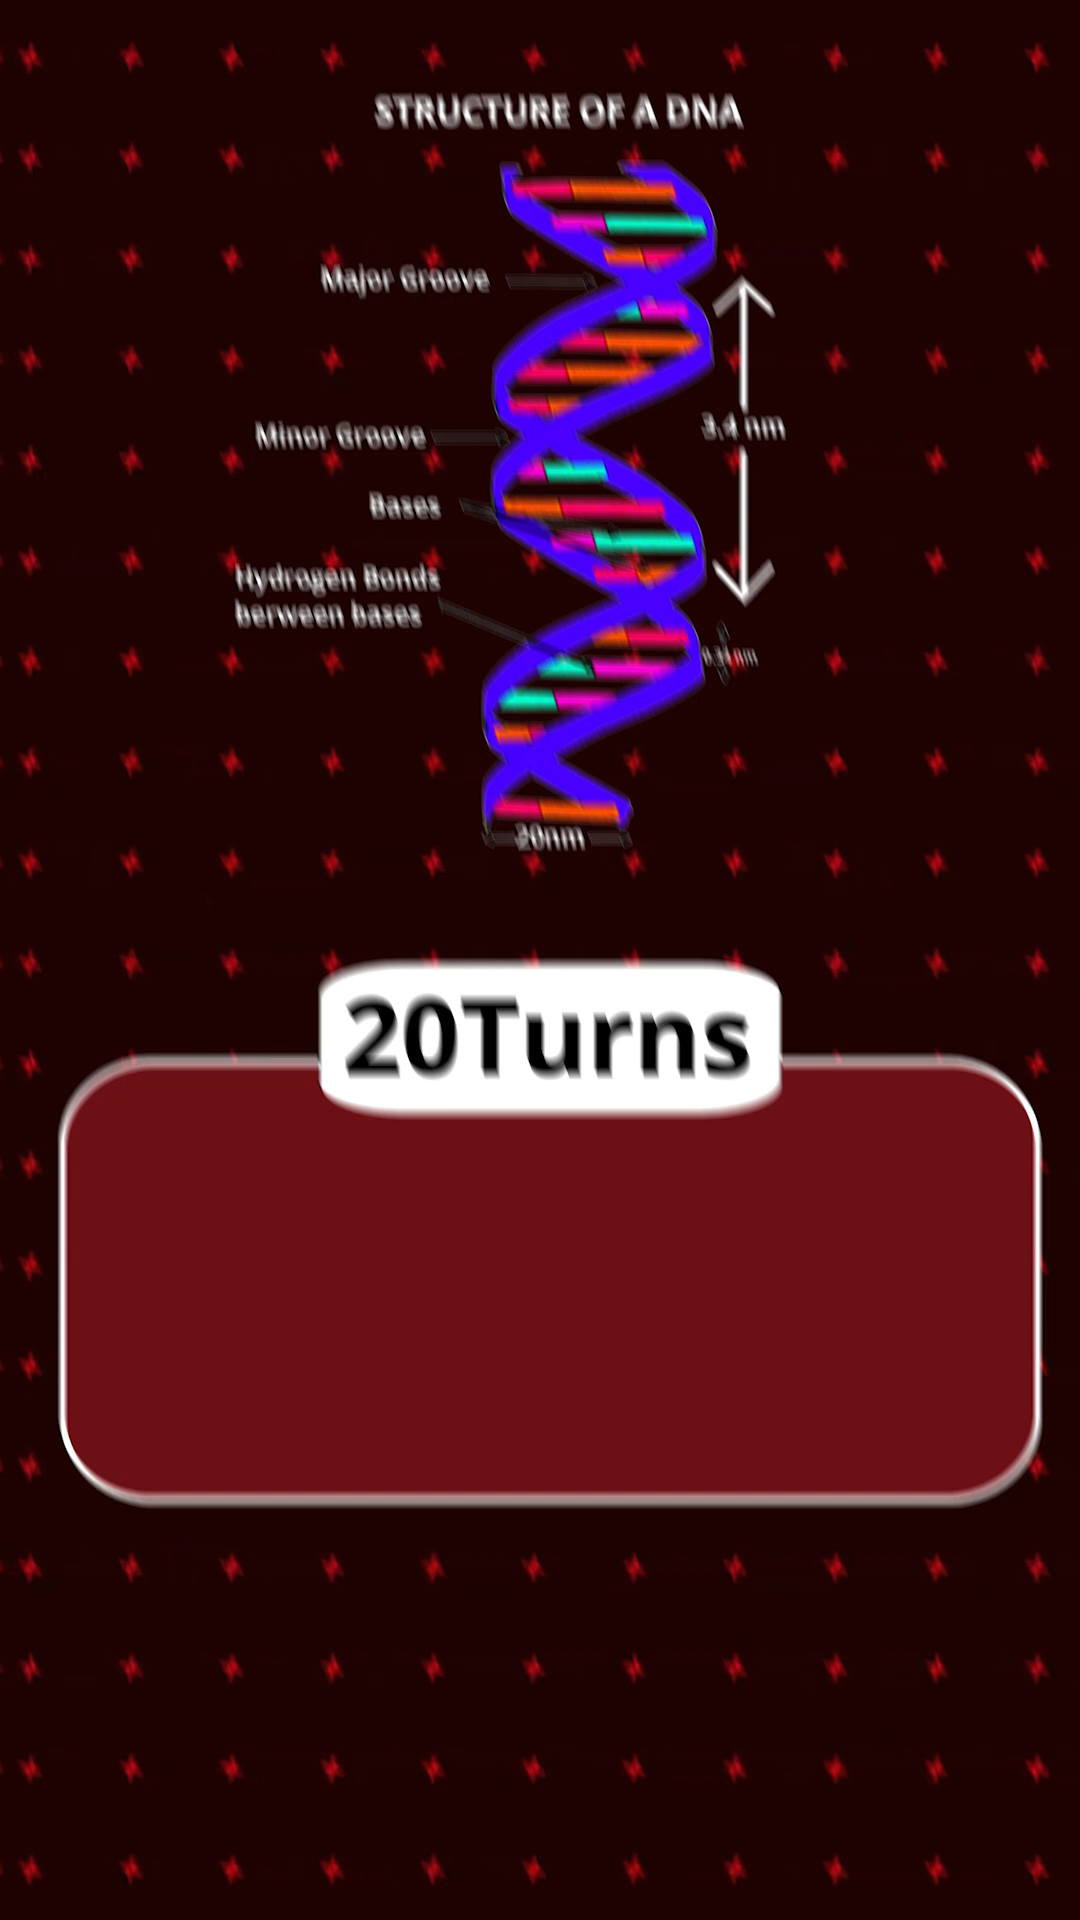 STRUCTURE OF A DNA
Major Groove
3.4 nm
Minor Groove
Bases
Hydrogen Bonds
berween bases
20nm
20Turns